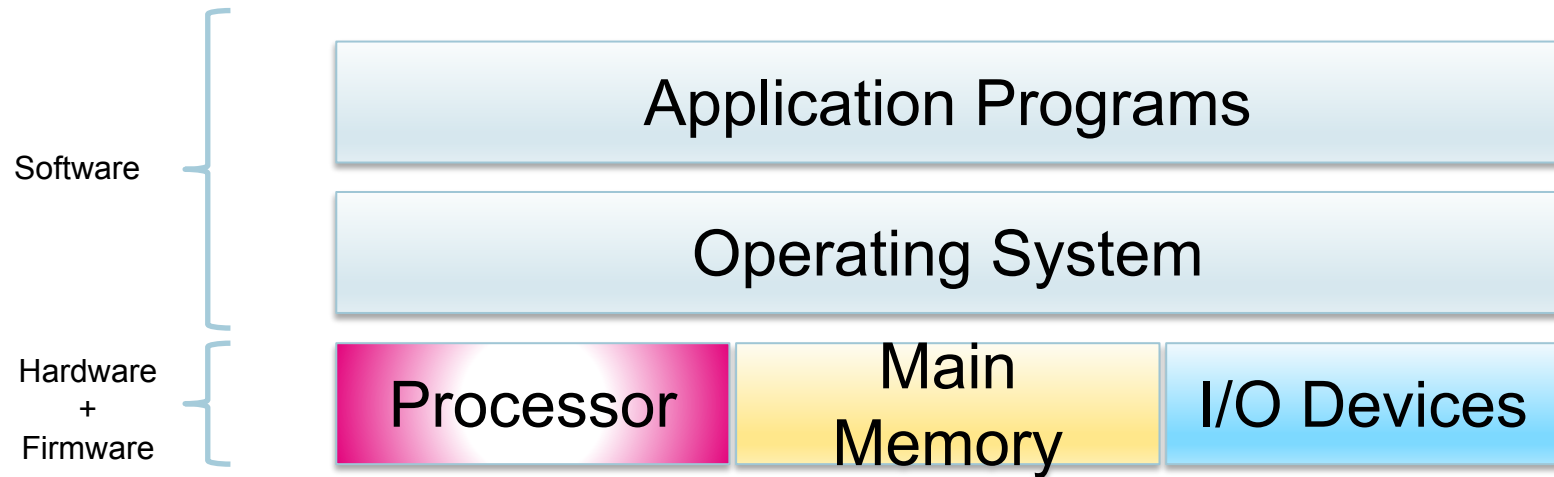 Application Programs
Software
Operating System
Hardware
+
Firmware
Processor
Main
Memory
I/O Devices